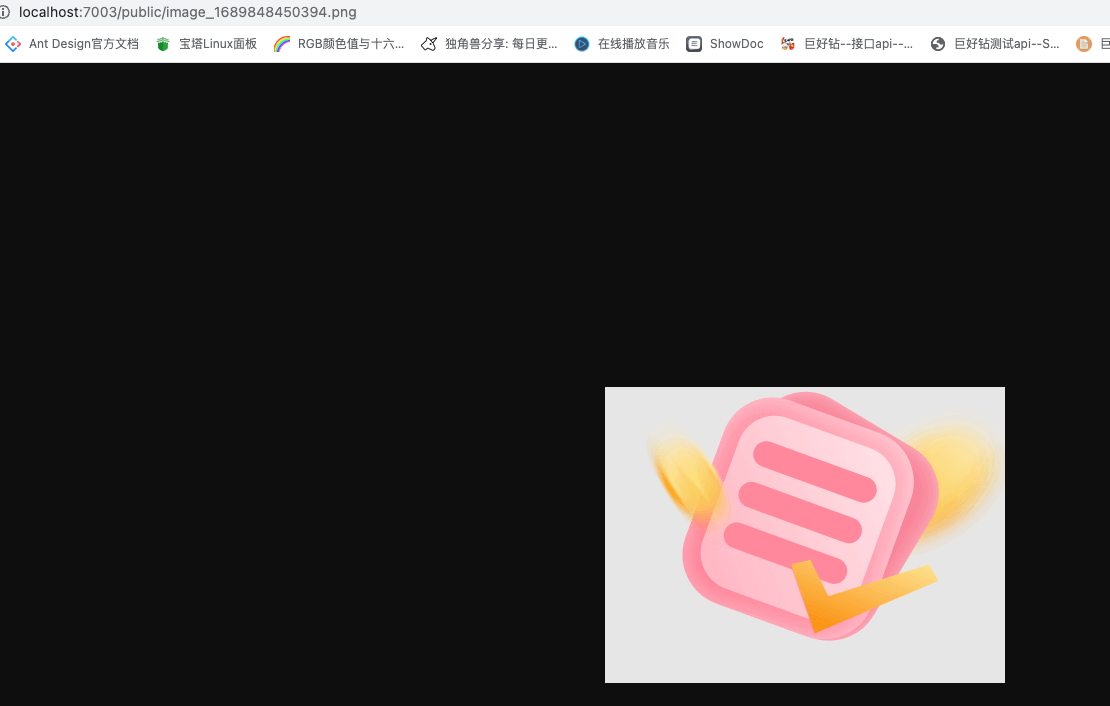 localhost:7003/public/image_1689848450394.png
Ant Design官方文档 宝塔Linux面板 RGB颜色值与十六... 独角兽分享: 每日更... 在线播放音乐 ShowDoc 巨好钻--接口api--... 巨好钻测试api--S...